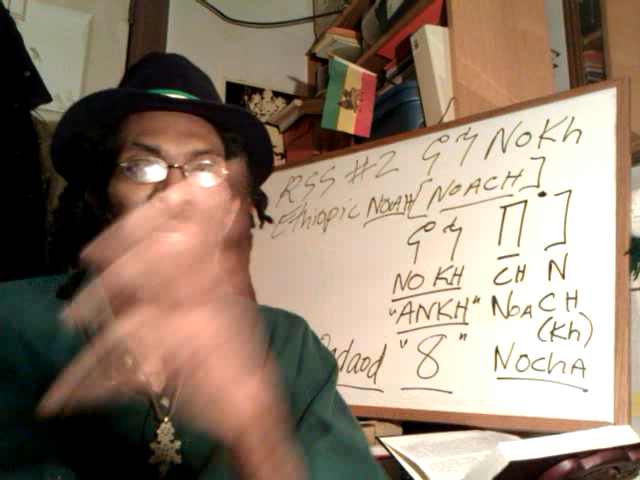 RSS #2 ኖኅ NoKh
Ethiopic NOAH [NOACH]
ኖኅ חֹ ]
NO KH CH N
"ANKH" NOACH
(Kh)
"8" NOCHA